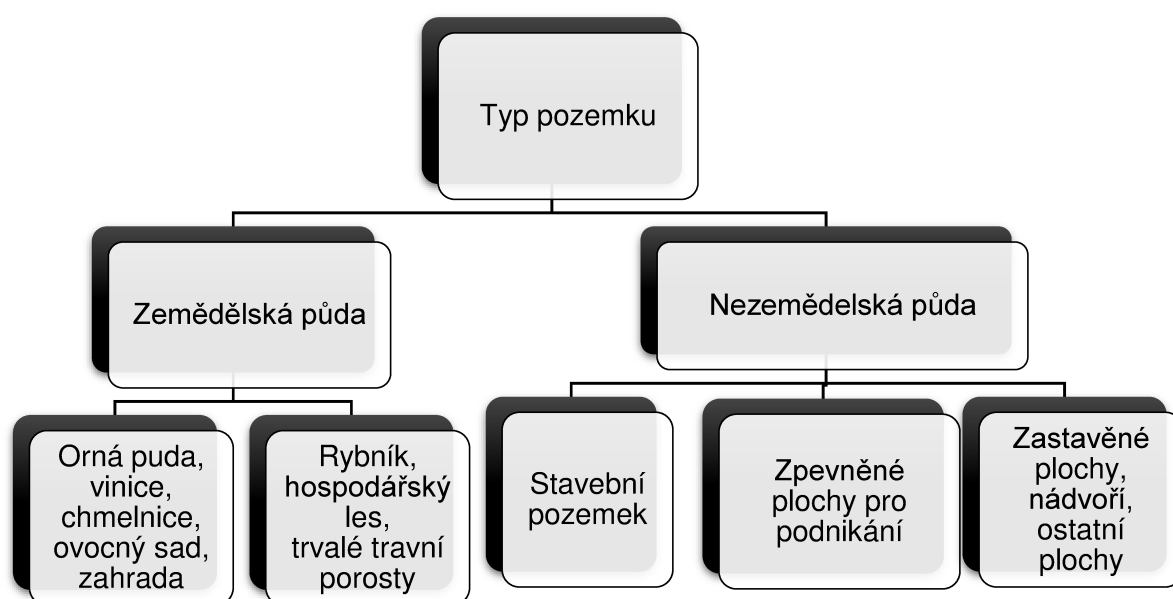 Typ pozemku
Zemědělská půda
Nezemědelská půda
Orná puda,
vinice,
chmelnice,
ovocný sad,
zahrada
Rybník,
hospodářský
les,
trvalé travní
porosty
Stavební
pozemek
Zpevněné
plochy pro
podnikání
Zastavěné
plochy,
nádvoří,
ostatní
plochy